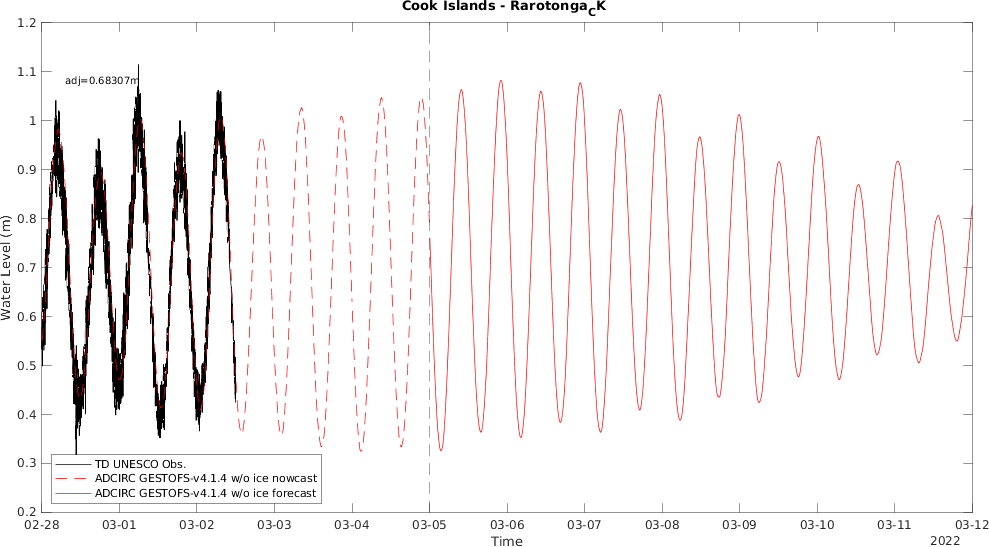 Cook Islands - Rarotonga_CK
1.2
1.1
adj=0.68307m
1
0.9
0.8
0.7
0.6
0.5
0.4
0.3
0.2
Water Level (m)
TD UNESCO Obs.
ADCIRC GESTOFS-v4.1.4 w/o ice nowcast
ADCIRC GESTOFS-v4.1.4 w/o ice forecast
02-28 03-01 03-02 03-03 03-04 03-05 03-06 03-07 03-08 03-09 03-10 03-11 03-12
Time
2022